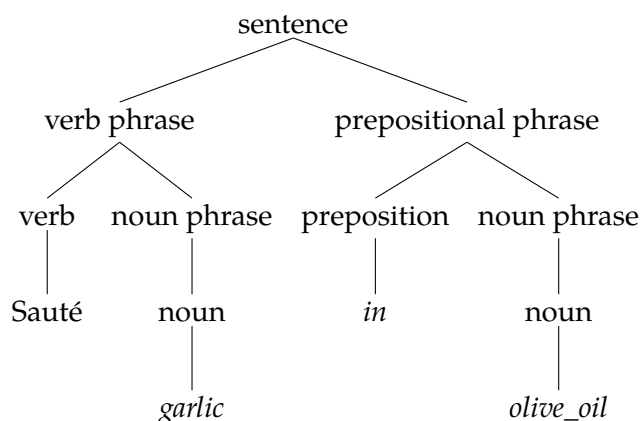 sentence
verb phrase prepositional phrase
verb noun phrase preposition noun phrase
Sauté noun in noun
garlic olive_oil